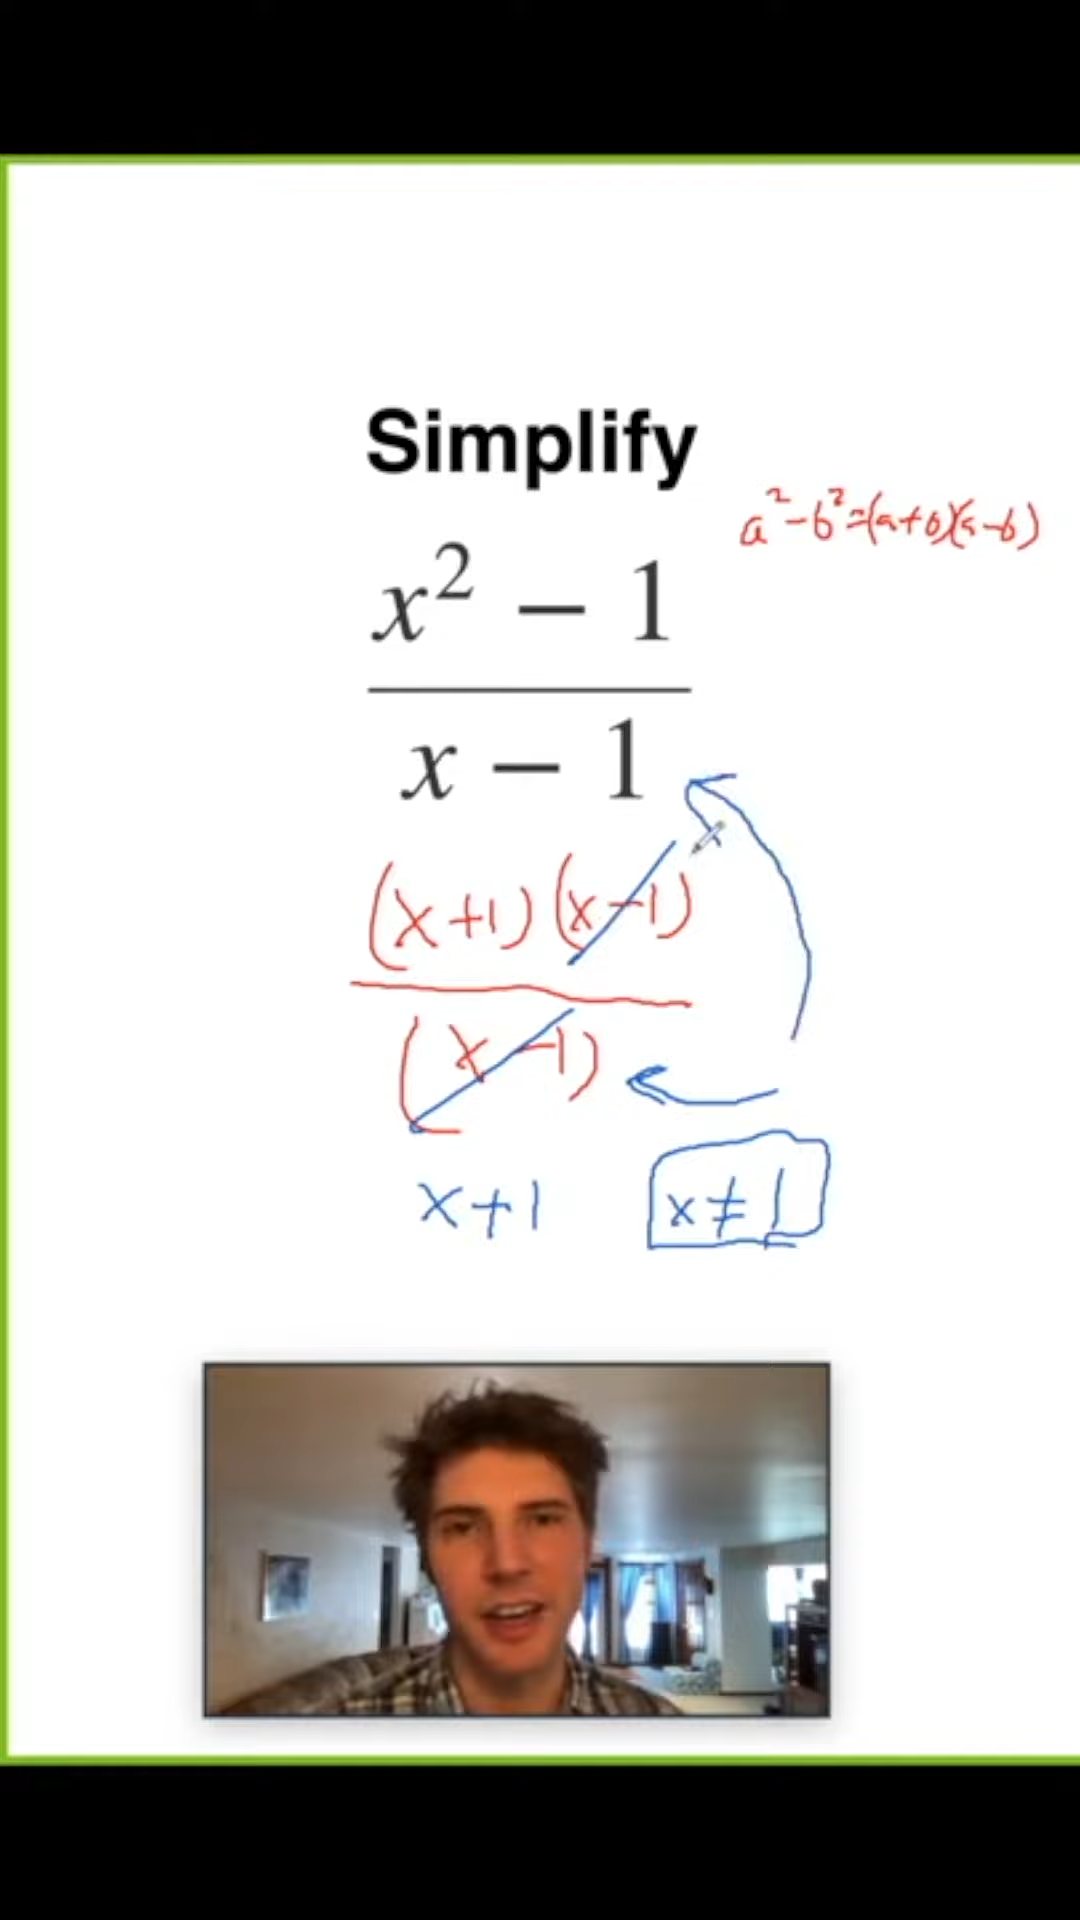 Simplify
a²-b²=(a+b)(a-b)
x² − 1
x − 1
(x+1)(x-1)
(x-1)
x+1 x≠1